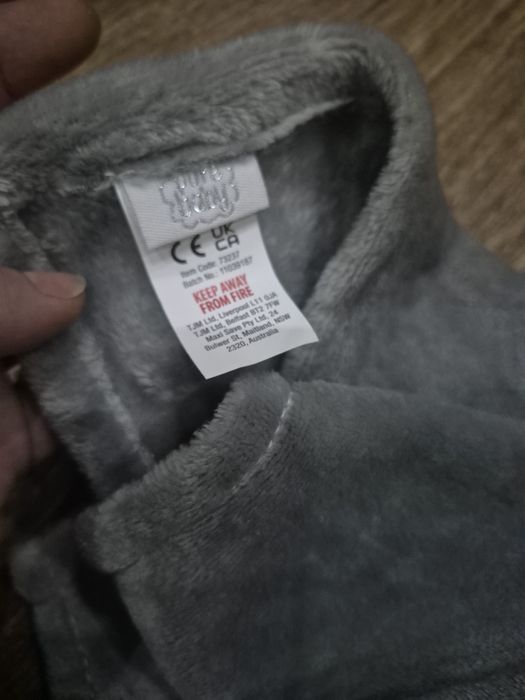 CE UK
CA
Item Code: 73237
Batch No.: 11039187
KEEP AWAY
FROM FIRE
TJM Ltd, Liverpool L11 0JA
TJM Ltd, Belfast BT2 7FW
Maxi Save Pty Ltd, 24
Bulwer St, Maitland, NSW
2320, Australia